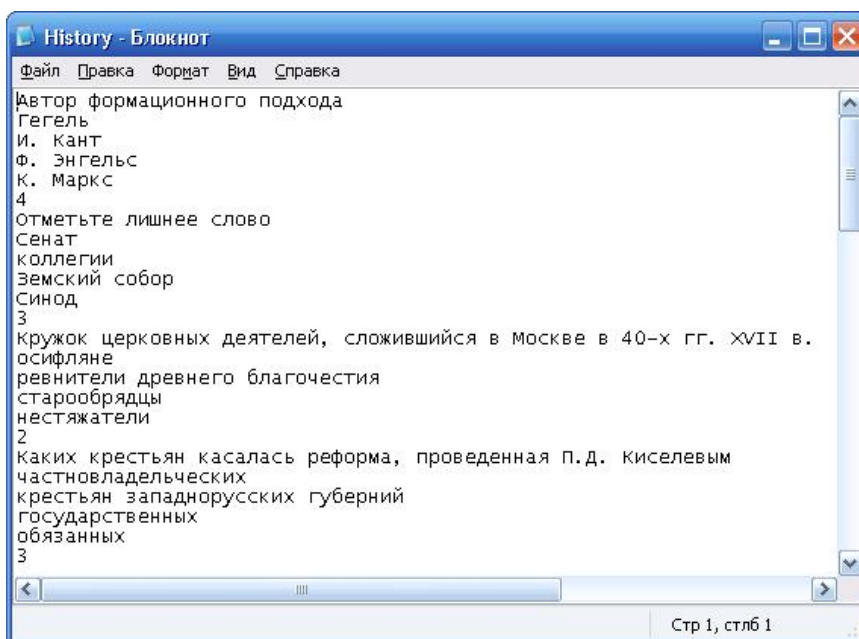 History - Блокнот
Файл Правка Формат Вид Справка
Автор формационного подхода
Гегель
И. Кант
Ф. Энгельс
К. Маркс
4
Отметьте лишнее слово
Сенат
коллегии
Земский собор
Синод
3
Кружок церковных деятелей, сложившийся в Москве в 40-х гг. XVII в.
осифляне
ревнители древнего благочестия
старообрядцы
нестяжатели
2
Каких крестьян касалась реформа, проведенная П.Д. Киселевым
частновладельческих
крестьян западнорусских губерний
государственных
обязанных
3
Стр 1, стлб 1